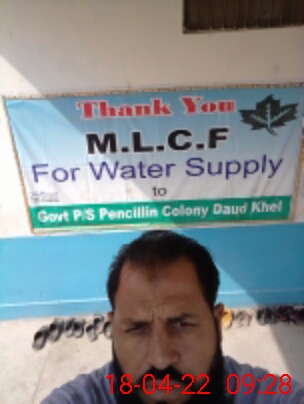 Thank You
M.L.C.F
For Water Supply
to
Govt P/S Pencillin Colony Daud Khel
18-04-22 09:28